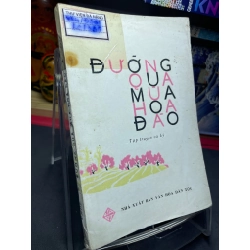 ĐƯỜNG QUA
MÙA HOA
ĐÀO
Tập truyện và kí
NHÀ XUẤT BẢN VĂN HÓA DÂN TỘC